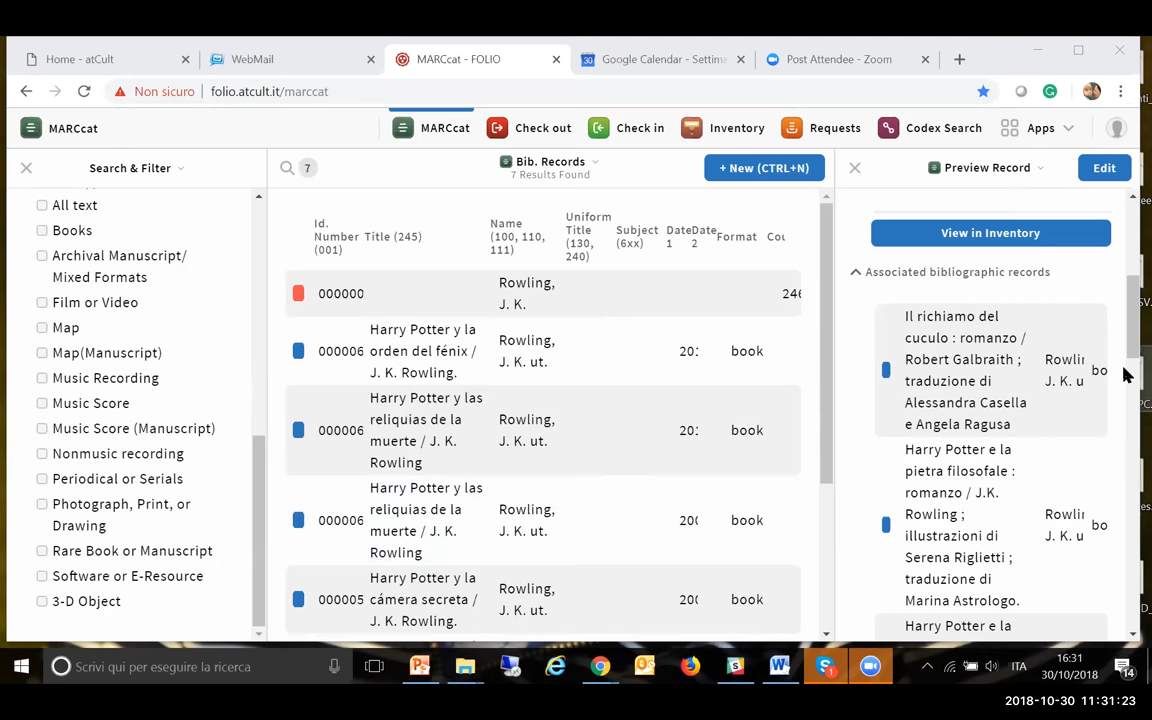 Home - atCult
WebMail
MARCcat - FOLIO
Google Calendar - Settima
Post Attendee - Zoom
Non sicuro
folio.atcult.it/marccat
MARCcat
MARCcat
Check out
Check in
Inventory
Requests
Codex Search
Apps
Search & Filter
7
Bib. Records
7 Results Found
+ New (CTRL+N)
Preview Record
Edit
All text
Books
Archival Manuscript/
Mixed Formats
Film or Video
Map
Map(Manuscript)
Music Recording
Music Score
Music Score (Manuscript)
Nonmusic recording
Periodical or Serials
Photograph, Print, or
Drawing
Rare Book or Manuscript
Software or E-Resource
3-D Object
Id.
Number
(001)
Title (245)
Name
(100, 110,
111)
Uniform
Title (130,
240)
Subject
(6xx)
Date
1
Date
2
Format
Cou
000000
Rowling,
J. K.
246
000006
Harry Potter y la
orden del fénix /
J. K. Rowling.
Rowling,
J. K. ut.
book
000006
Harry Potter y las
reliquias de la
muerte / J. K.
Rowling
Rowling,
J. K. ut.
book
000006
Harry Potter y las
reliquias de la
muerte / J. K.
Rowling
Rowling,
J. K. ut.
200
book
000005
Harry Potter y la
cámera secreta /
J. K. Rowling.
Rowling,
J. K. ut.
200
book
View in Inventory
Associated bibliographic records
Il richiamo del
cuculo : romanzo /
Robert Galbraith ;
traduzione di
Alessandra Casella
e Angela Ragusa
Rowlin
J. K. u
bo
Harry Potter e la
pietra filosofale :
romanzo / J.K.
Rowling ;
illustrazioni di
Serena Riglietti ;
traduzione di
Marina Astrologo.
Rowlin
J. K. u
bo
Harry Potter e la
Scrivi qui per eseguire la ricerca
ITA
16:31
30/10/2018
14
2018-10-30 11:31:23